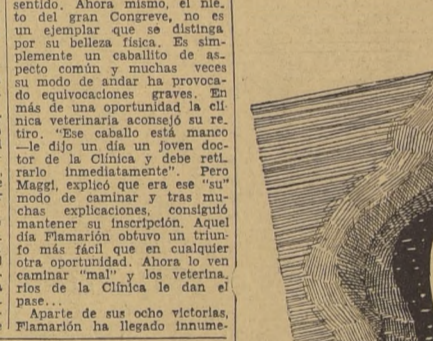 sentido. Ahora mismo, el nie-
to del gran Congreve, no es
un ejemplar que se distinga
por su belleza física. Es sim-
plemente un caballito de as-
pecto común y muchas veces
su modo de andar ha provoca-
do equivocaciones graves. En
más de una oportunidad la clí-
nica veterinaria aconsejó su re-
tiro. "Ese caballo está manco
—le dijo un día un joven doc-
tor de la Clínica y debe reti-
rarlo inmediatamente". Pero
Maggi, explicó que era ese "su"
modo de caminar y tras mu-
chas explicaciones, consiguió
mantener su inscripción. Aquel
día Flamarión obtuvo un triun-
fo más fácil que en cualquier
otra oportunidad. Ahora lo ven
caminar "mal" y los veterina-
rios de la Clínica le dan el
pase...
Aparte de sus ocho victorias,
Flamarión ha llegado innume-